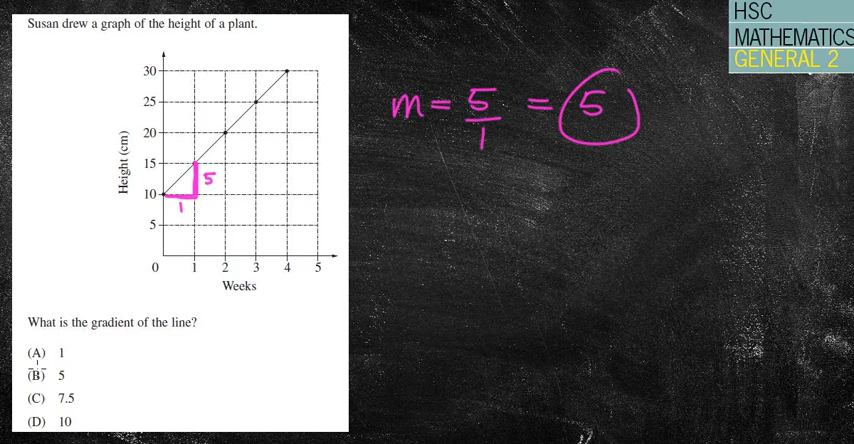 Susan drew a graph of the height of a plant.
HSC
MATHEMATICS
GENERAL 2
30
25
20
15
10
5
Height (cm)
5
1
0 1 2 3 4 5
Weeks
m = 5/1 = 5
What is the gradient of the line?
(A) 1
(B) 5
(C) 7.5
(D) 10